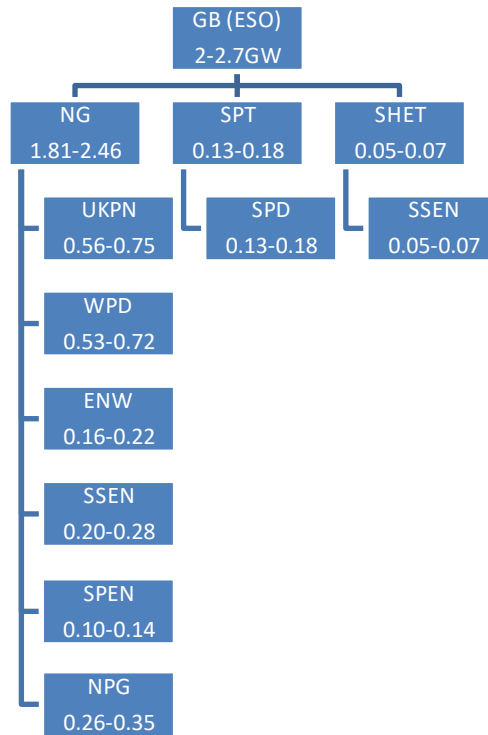 GB (ESO)
2-2.7GW
NG
1.81-2.46
SPT
0.13-0.18
SHET
0.05-0.07
UKPN
0.56-0.75
SPD
0.13-0.18
SSEN
0.05-0.07
WPD
0.53-0.72
ENW
0.16-0.22
SSEN
0.20-0.28
SPEN
0.10-0.14
NPG
0.26-0.35